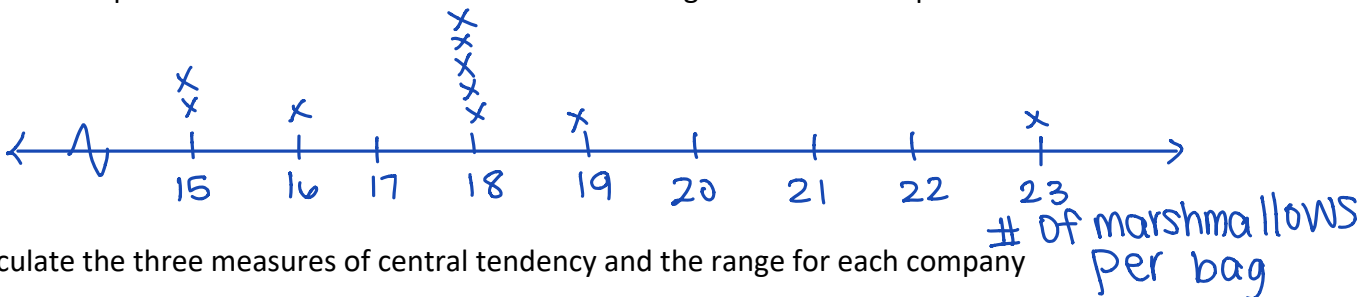 15 16 17 18 19 20 21 22 23
# of marshmallows
culate the three measures of central tendency and the range for each company
per bag